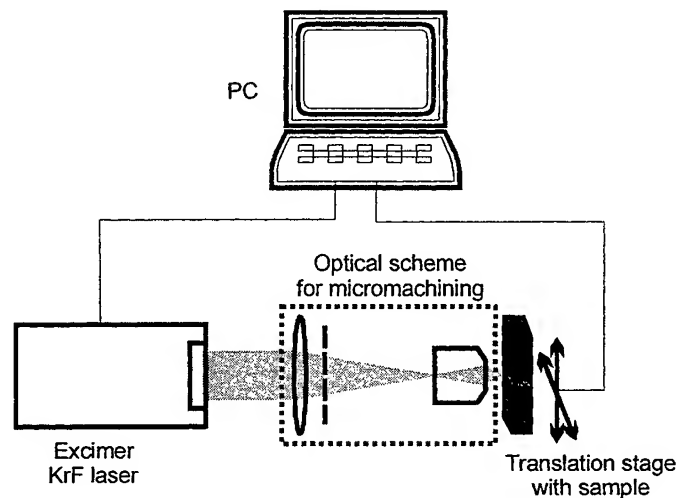 PC
Optical scheme
for micromachining
Excimer
KrF laser
Translation stage
with sample